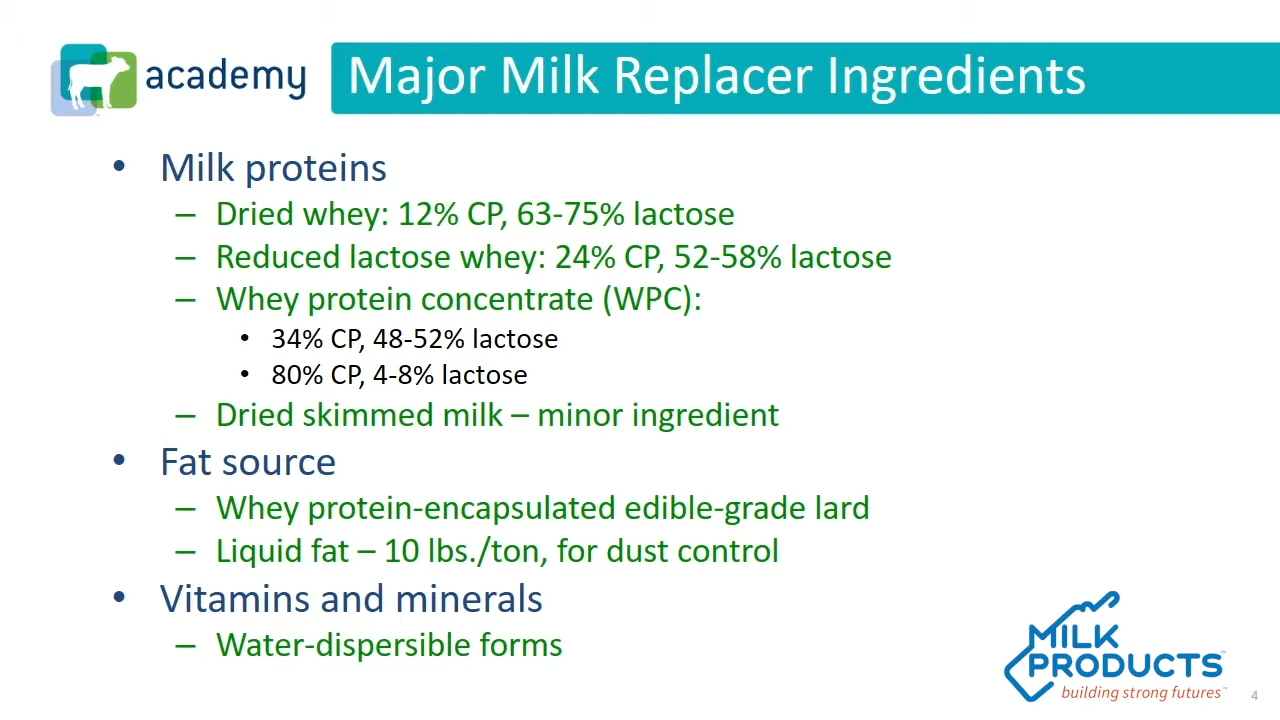 academy
Major Milk Replacer Ingredients
• Milk proteins
– Dried whey: 12% CP, 63-75% lactose
– Reduced lactose whey: 24% CP, 52-58% lactose
– Whey protein concentrate (WPC):
• 34% CP, 48-52% lactose
• 80% CP, 4-8% lactose
– Dried skimmed milk – minor ingredient
• Fat source
– Whey protein-encapsulated edible-grade lard
– Liquid fat – 10 lbs./ton, for dust control
• Vitamins and minerals
– Water-dispersible forms
MILK
PRODUCTS™
building strong futures™
4